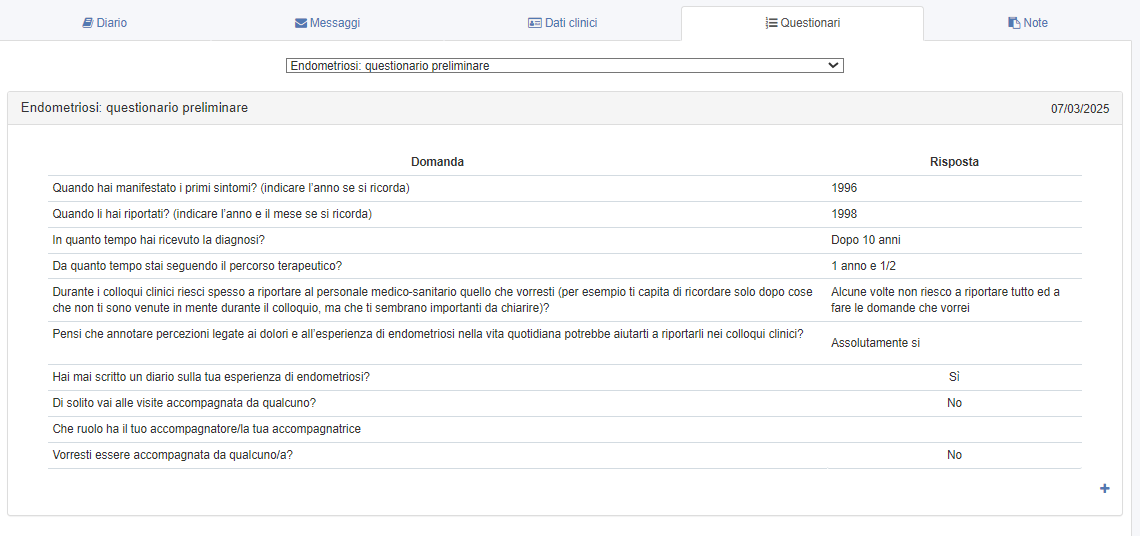 Diario
Messaggi
Dati clinici
Questionari
Note
Endometriosi: questionario preliminare
Endometriosi: questionario preliminare 07/03/2025
Domanda Risposta
Quando hai manifestato i primi sintomi? (indicare l'anno se si ricorda) 1996
Quando li hai riportati? (indicare l'anno e il mese se si ricorda) 1998
In quanto tempo hai ricevuto la diagnosi? Dopo 10 anni
Da quanto tempo stai seguendo il percorso terapeutico? 1 anno e 1/2
Durante i colloqui clinici riesci spesso a riportare al personale medico-sanitario quello che vorresti (per esempio ti capita di ricordare solo dopo cose
che non ti sono venute in mente durante il colloquio, ma che ti sembrano importanti da chiarire)?
Alcune volte non riesco a riportare tutto ed a
fare le domande che vorrei
Pensi che annotare percezioni legate ai dolori e all'esperienza di endometriosi nella vita quotidiana potrebbe aiutarti a riportarli nei colloqui clinici?
Assolutamente si
Hai mai scritto un diario sulla tua esperienza di endometriosi? Sì
Di solito vai alle visite accompagnata da qualcuno? No
Che ruolo ha il tuo accompagnatore/la tua accompagnatrice
Vorresti essere accompagnata da qualcuno/a? No